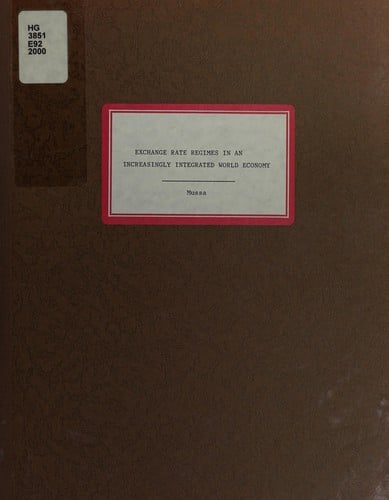 HG
3851
E92
2000
EXCHANGE RATE REGIMES IN AN
INCREASINGLY INTEGRATED WORLD ECONOMY
Mussa